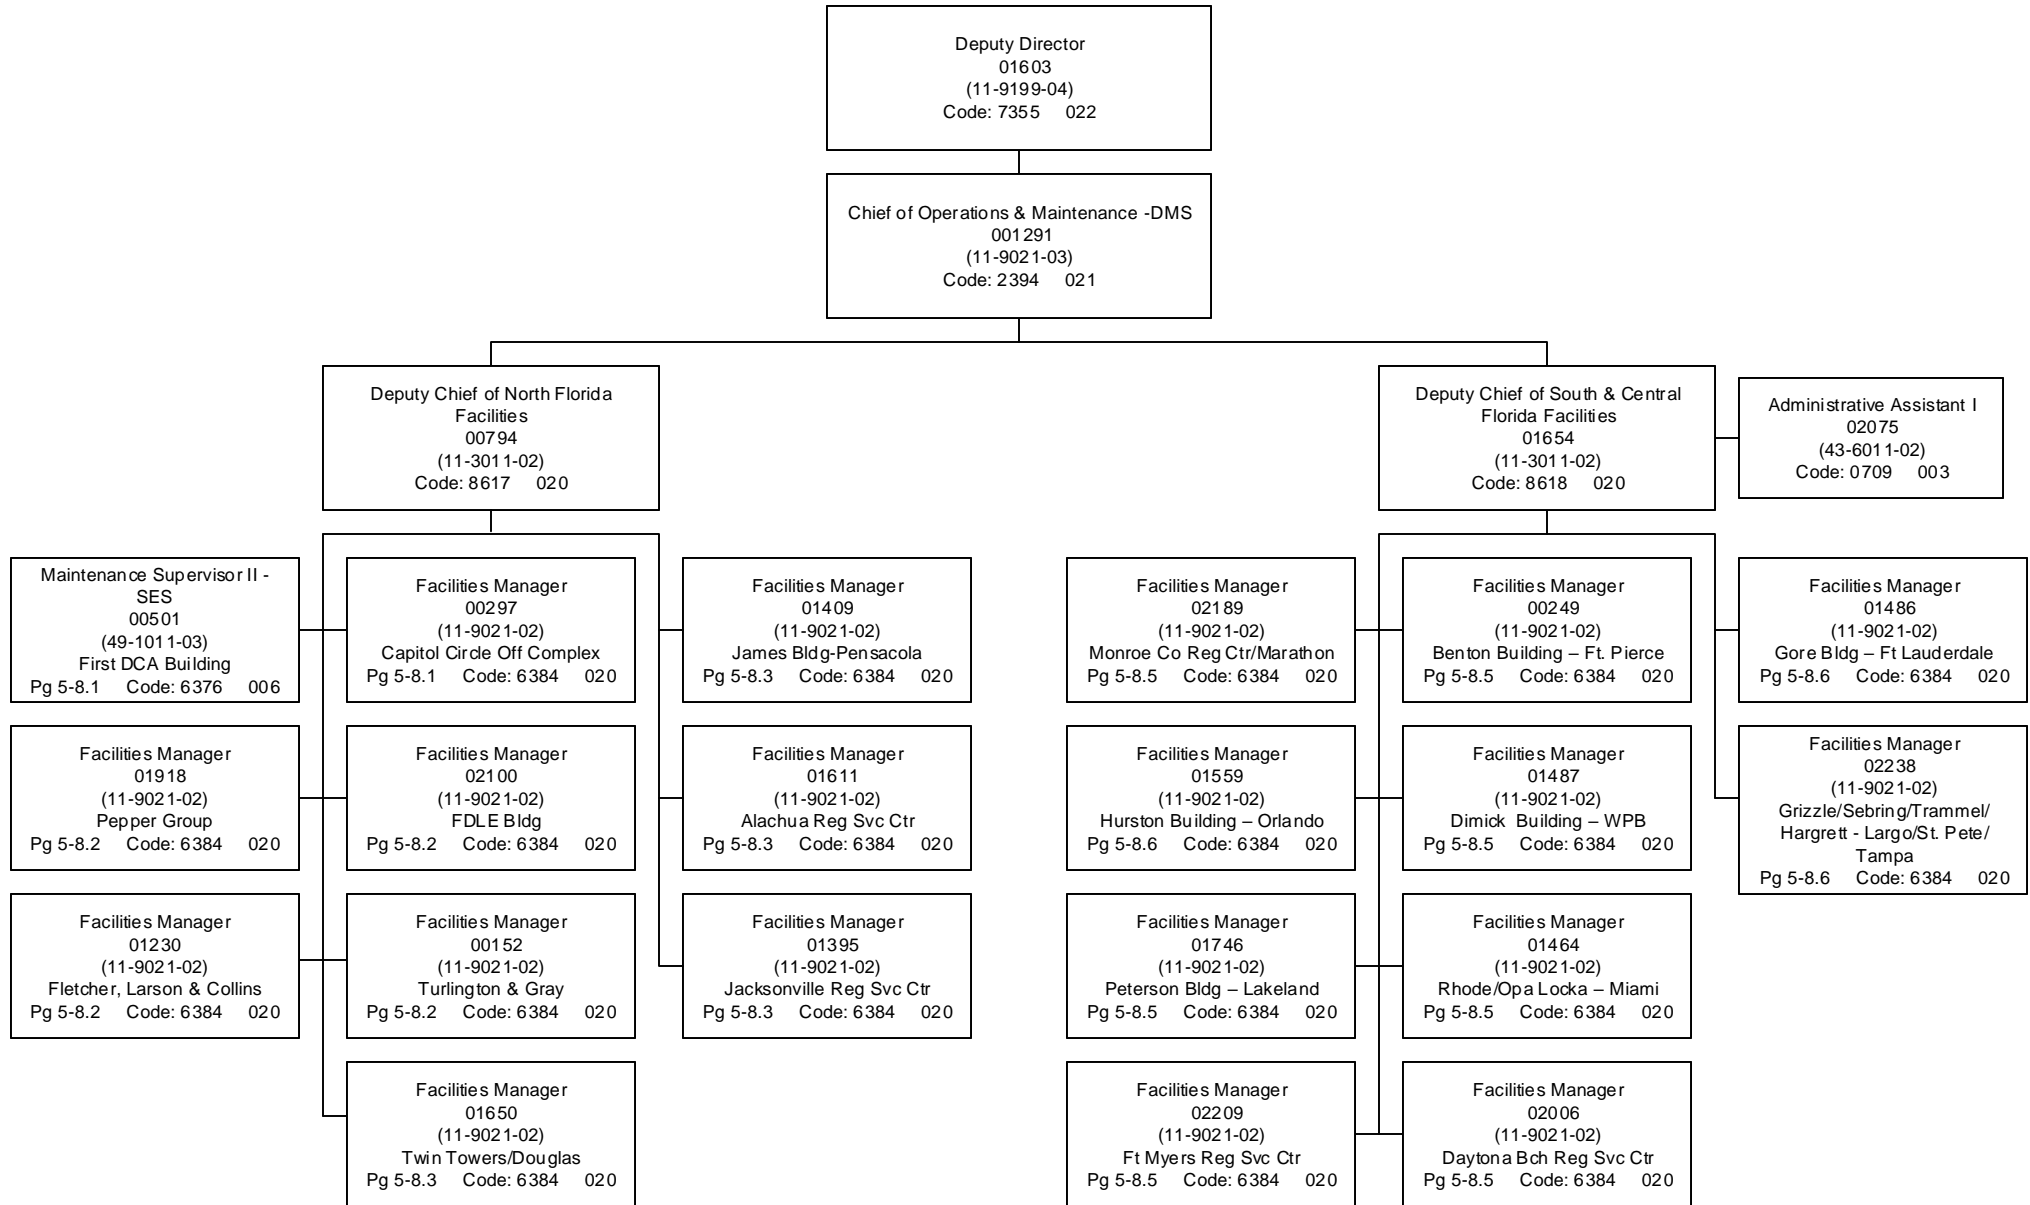 Deputy Director
01603
(11-9199-04)
Code: 7355 022
Chief of Operations & Maintenance -DMS
001291
(11-9021-03)
Code: 2394 021
Deputy Chief of North Florida
Facilities
00794
(11-3011-02)
Code: 8617 020
Deputy Chief of South & Central
Florida Facilities
01654
(11-3011-02)
Code: 8618 020
Administrative Assistant I
02075
(43-6011-02)
Code: 0709 003
Maintenance Supervisor II -
SES
00501
(49-1011-03)
First DCA Building
Pg 5-8.1 Code: 6376 006
Facilities Manager
00297
(11-9021-02)
Capitol Circle Off Complex
Pg 5-8.1 Code: 6384 020
Facilities Manager
01409
(11-9021-02)
James Bldg-Pensacola
Pg 5-8.3 Code: 6384 020
Facilities Manager
02189
(11-9021-02)
Monroe Co Reg Ctr/Marathon
Pg 5-8.5 Code: 6384 020
Facilities Manager
00249
(11-9021-02)
Benton Building – Ft. Pierce
Pg 5-8.5 Code: 6384 020
Facilities Manager
01486
(11-9021-02)
Gore Bldg – Ft Lauderdale
Pg 5-8.6 Code: 6384 020
Facilities Manager
01918
(11-9021-02)
Pepper Group
Pg 5-8.2 Code: 6384 020
Facilities Manager
02100
(11-9021-02)
FDLE Bldg
Pg 5-8.2 Code: 6384 020
Facilities Manager
01611
(11-9021-02)
Alachua Reg Svc Ctr
Pg 5-8.3 Code: 6384 020
Facilities Manager
01559
(11-9021-02)
Hurston Building – Orlando
Pg 5-8.6 Code: 6384 020
Facilities Manager
01487
(11-9021-02)
Dimick Building – WPB
Pg 5-8.5 Code: 6384 020
Facilities Manager
02238
(11-9021-02)
Grizzle/Sebring/Trammel/
Hargrett - Largo/St. Pete/
Tampa
Pg 5-8.6 Code: 6384 020
Facilities Manager
01230
(11-9021-02)
Fletcher, Larson & Collins
Pg 5-8.2 Code: 6384 020
Facilities Manager
00152
(11-9021-02)
Turlington & Gray
Pg 5-8.2 Code: 6384 020
Facilities Manager
01395
(11-9021-02)
Jacksonville Reg Svc Ctr
Pg 5-8.3 Code: 6384 020
Facilities Manager
01746
(11-9021-02)
Peterson Bldg – Lakeland
Pg 5-8.5 Code: 6384 020
Facilities Manager
01464
(11-9021-02)
Rhode/Opa Locka – Miami
Pg 5-8.5 Code: 6384 020
Facilities Manager
01650
(11-9021-02)
Twin Towers/Douglas
Pg 5-8.3 Code: 6384 020
Facilities Manager
02209
(11-9021-02)
Ft Myers Reg Svc Ctr
Pg 5-8.5 Code: 6384 020
Facilities Manager
02006
(11-9021-02)
Daytona Bch Reg Svc Ctr
Pg 5-8.5 Code: 6384 020